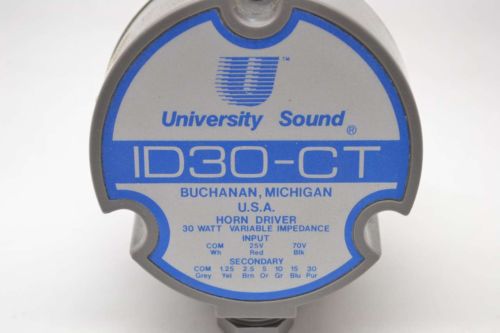 U™
University Sound®
ID30-CT
BUCHANAN, MICHIGAN
U.S.A.
HORN DRIVER
30 WATT VARIABLE IMPEDANCE
INPUT
COM 25V 70V
Wh Red Blk
SECONDARY
COM 1.25 2.5 5 10 15 30
Grey Yel Brn Or Gr Blu Pur